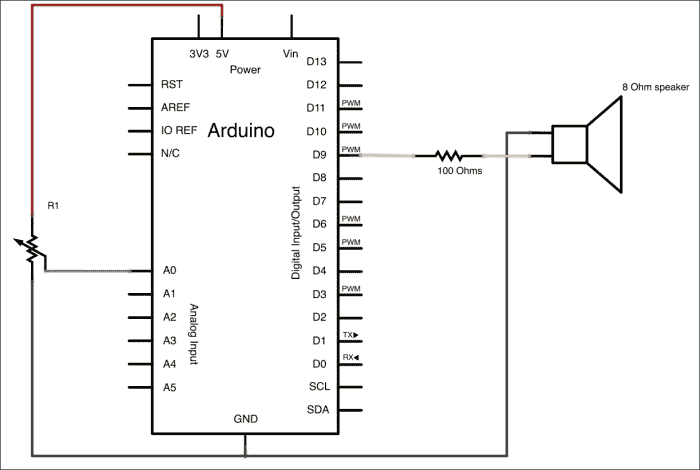 3V3 5V
Vin
Power
RST
AREF
IO REF
N/C
Arduino
D13
D12
D11 PWM
D10 PWM
D9 PWM
D8
D7
D6 PWM
D5 PWM
D4
D3 PWM
D2
D1 TX▶
D0 RX◀
SCL
SDA
Digital Input/Output
A0
A1
A2
A3
A4
A5
Analog Input
GND
R1
100 Ohms
8 Ohm speaker